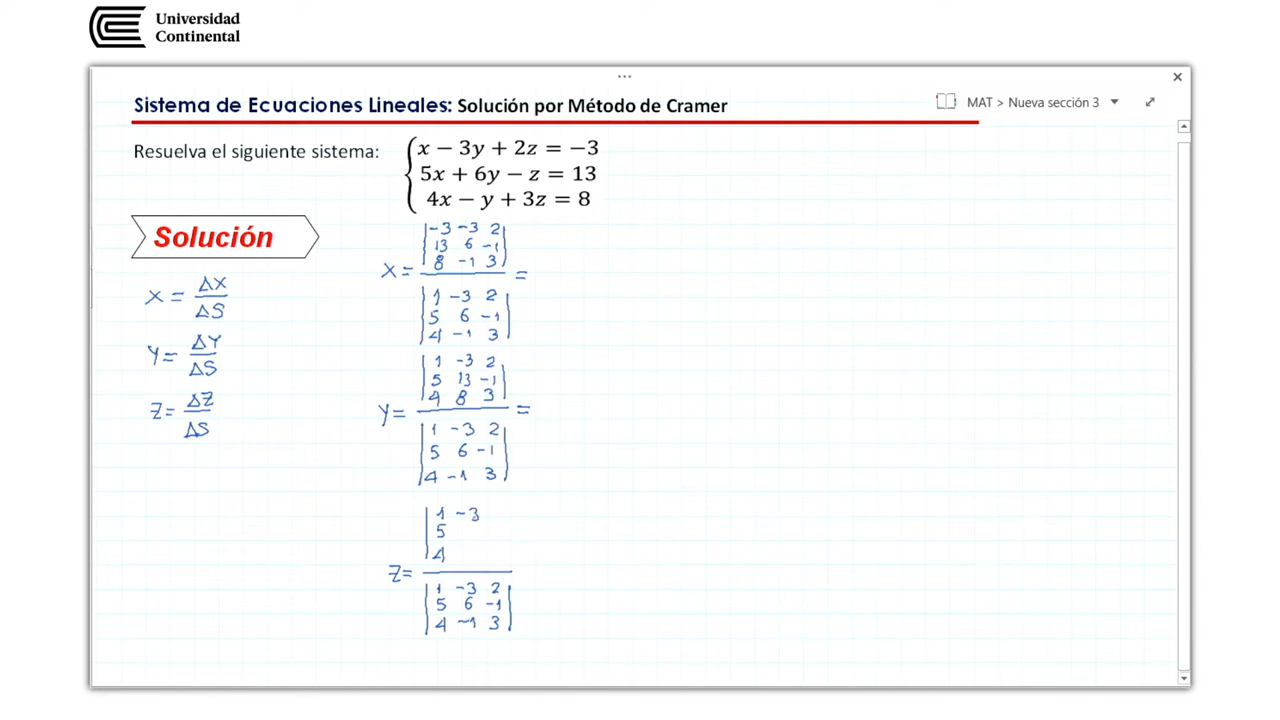 Universidad
Continental
Sistema de Ecuaciones Lineales: Solución por Método de Cramer
MAT > Nueva sección 3
Resuelva el siguiente sistema:
x − 3y + 2z = −3
5x + 6y − z = 13
4x − y + 3z = 8
Solución
X = ΔX / ΔS
Y = ΔY / ΔS
Z = ΔZ / ΔS
X =
|-3 -3 2|
|13 6 -1|
|8 -1 3|
=
|1 -3 2|
|5 6 -1|
|4 -1 3|
Y =
|1 -3 2|
|5 13 -1|
|4 8 3|
=
|1 -3 2|
|5 6 -1|
|4 -1 3|
Z =
|1 -3
|5
|4
|1 -3 2|
|5 6 -1|
|4 -1 3|